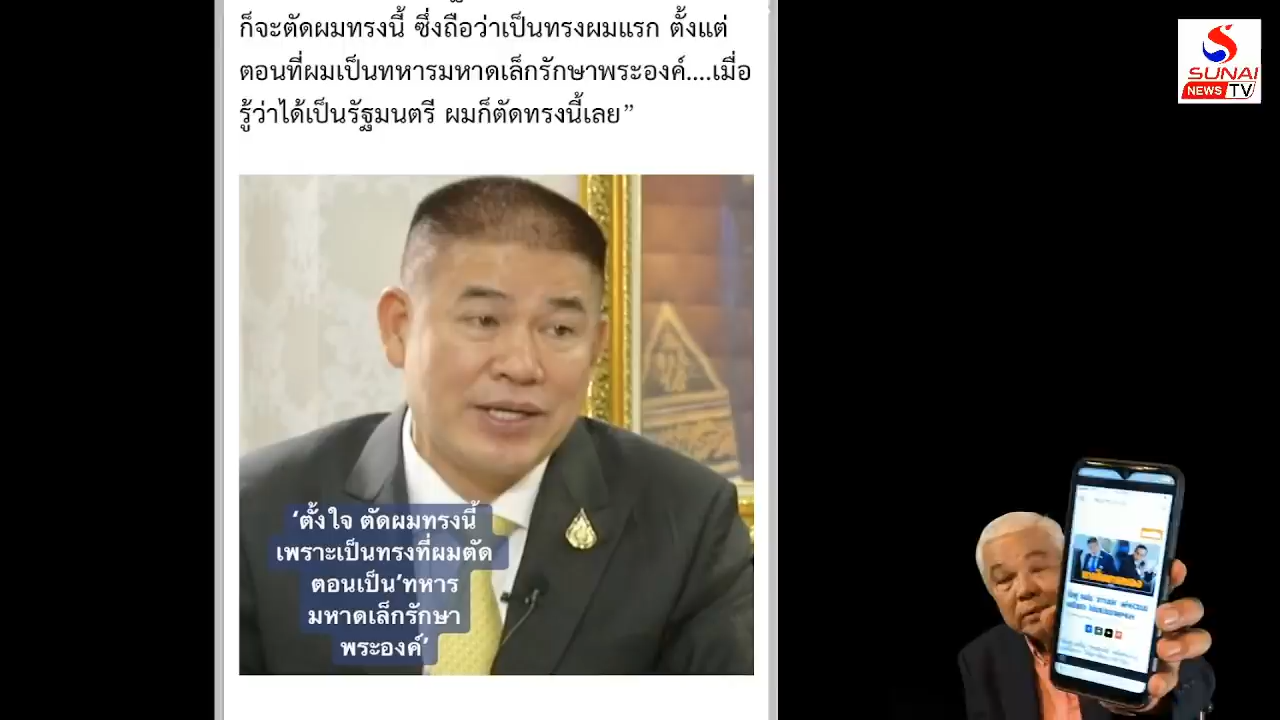 ก็จะตัดผมทรงนี้ ซึ่งถือว่าเป็นทรงผมแรก ตั้งแต่
ตอนที่ผมเป็นทหารมหาดเล็กรักษาพระองค์....เมื่อ
รู้ว่าได้เป็นรัฐมนตรี ผมก็ตัดทรงนี้เลย”
SUNAI
NEWS TV
‘ตั้งใจ ตัดผมทรงนี้
เพราะเป็นทรงที่ผมตัด
ตอนเป็น’ทหาร
มหาดเล็กรักษา
พระองค์’